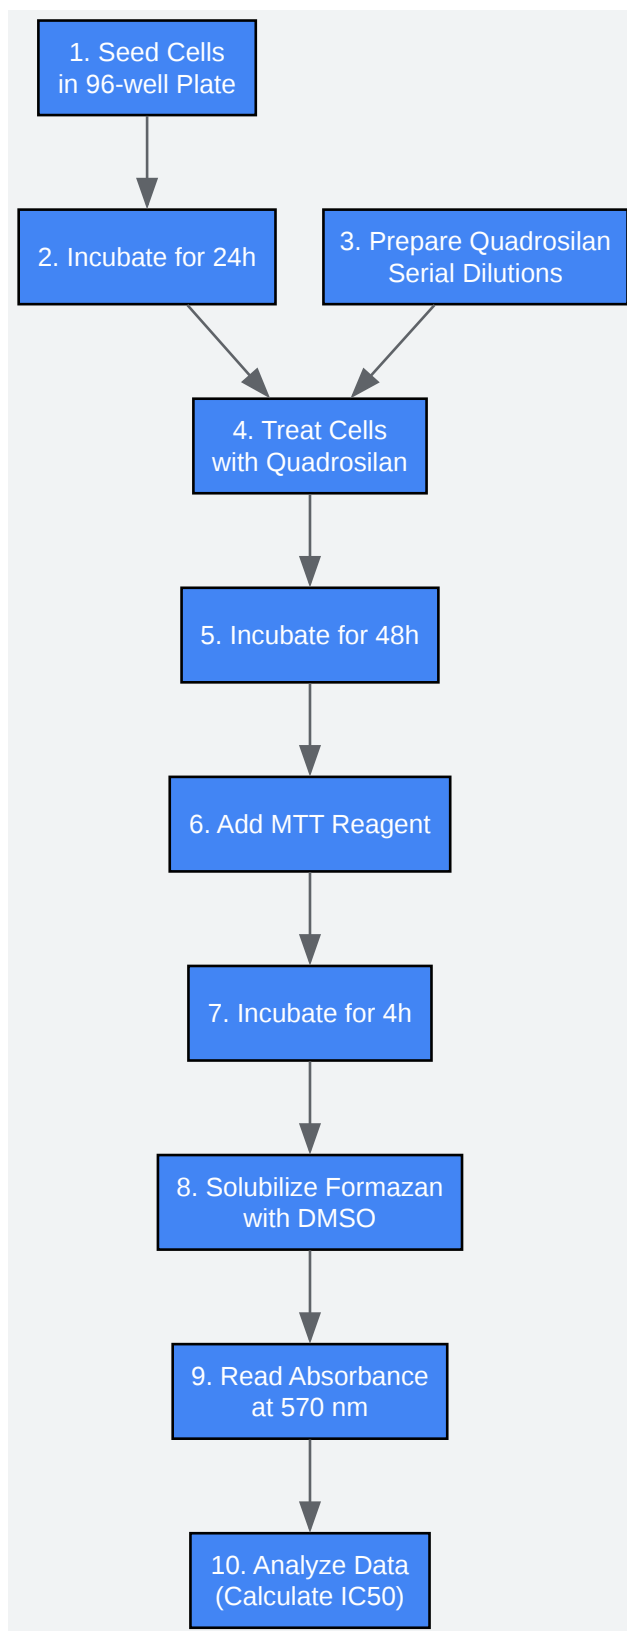 1. Seed Cells
in 96-well Plate
2. Incubate for 24h
3. Prepare Quadrosilan
Serial Dilutions
4. Treat Cells
with Quadrosilan
5. Incubate for 48h
6. Add MTT Reagent
7. Incubate for 4h
8. Solubilize Formazan
with DMSO
9. Read Absorbance
at 570 nm
10. Analyze Data
(Calculate IC50)